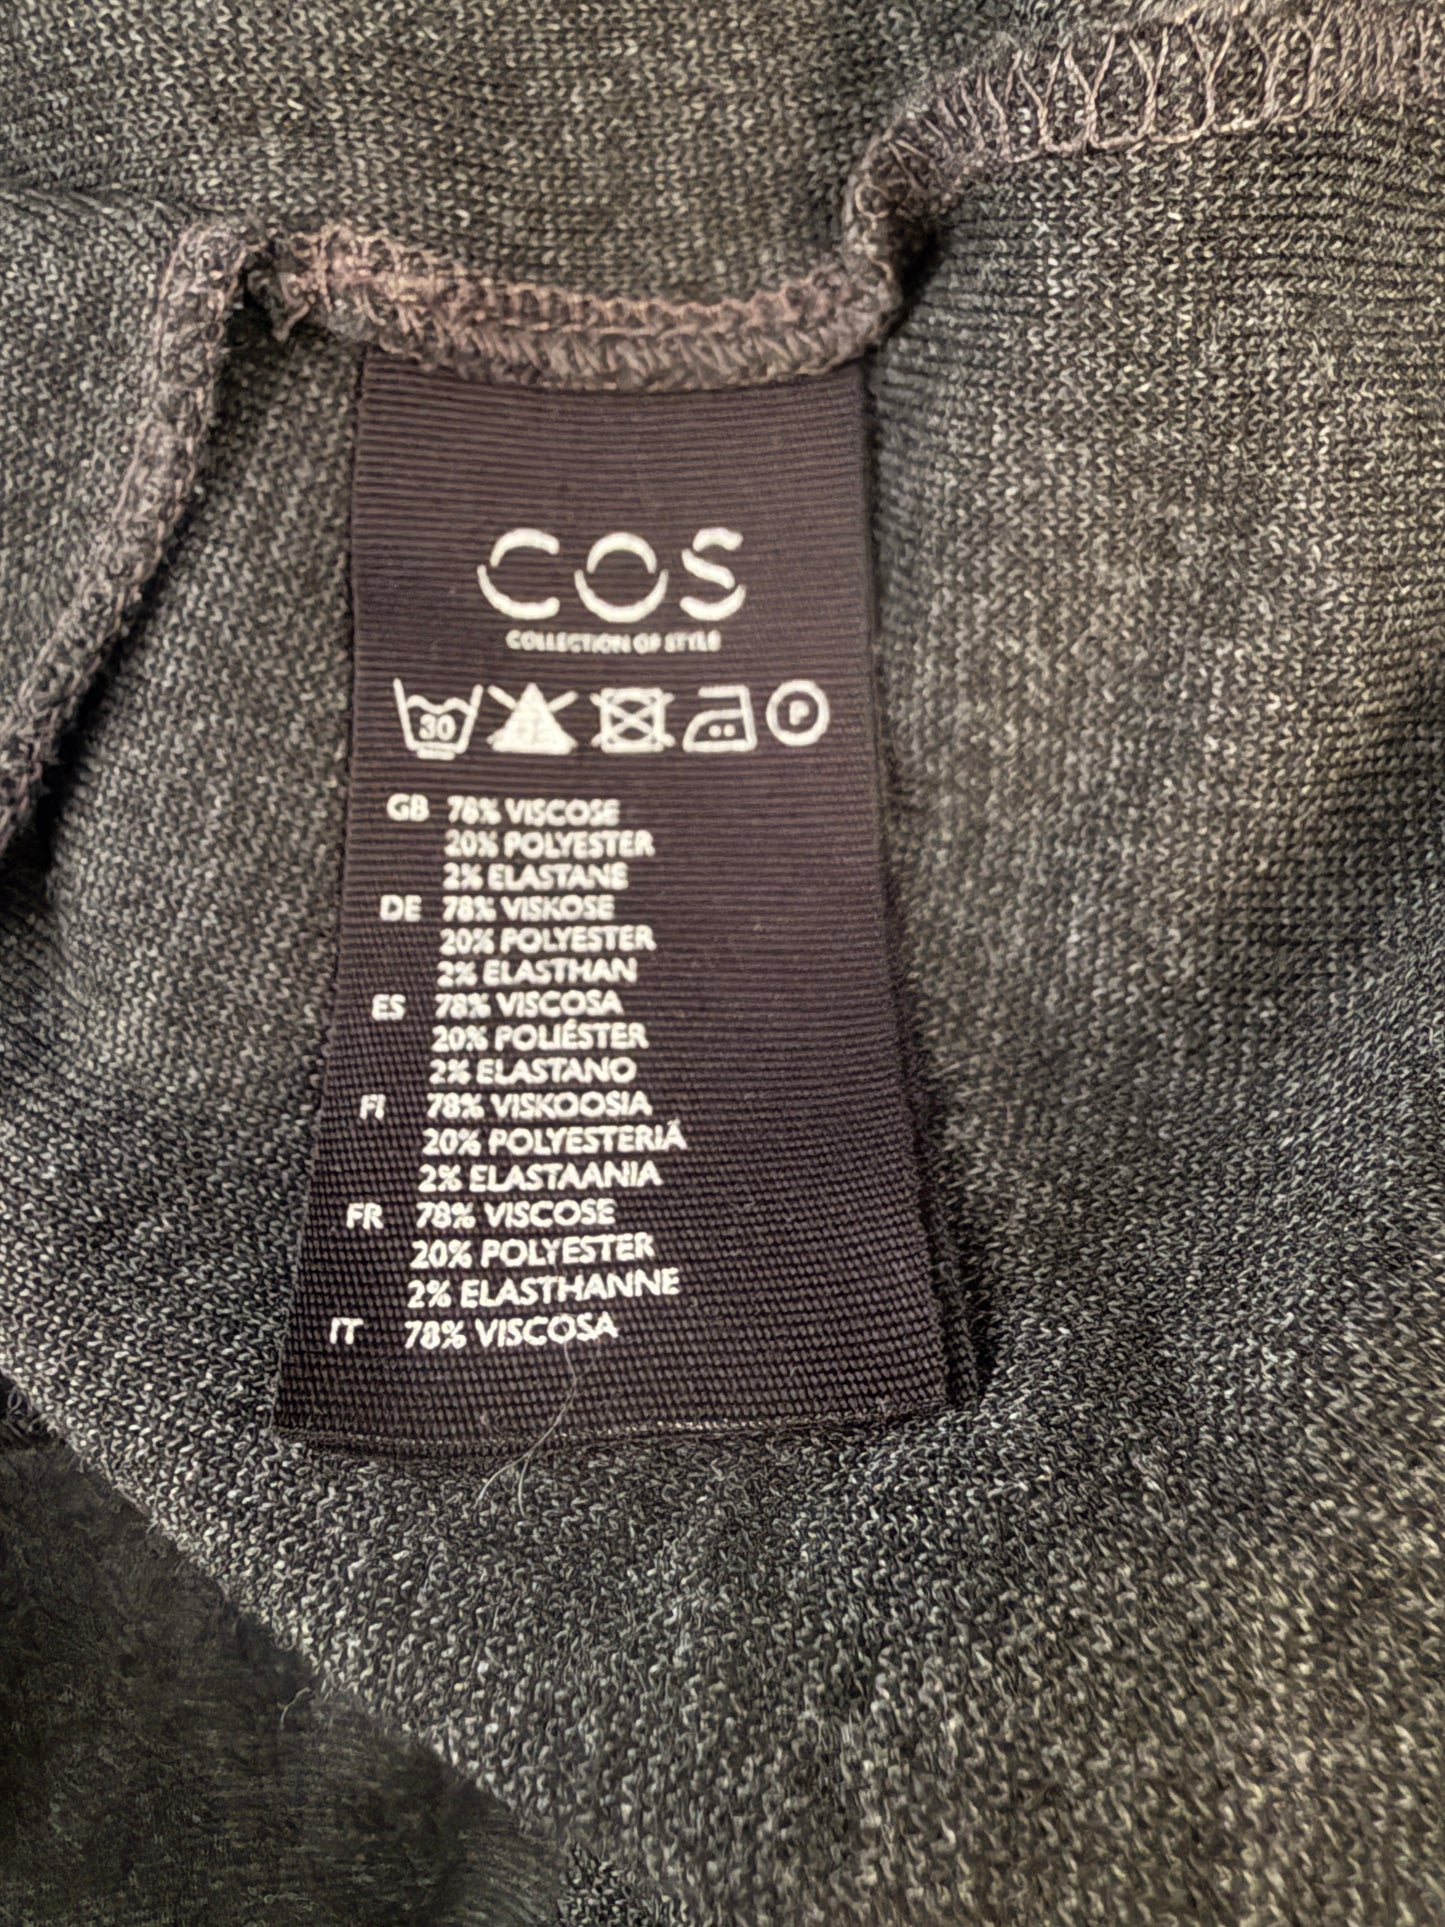 COS
COLLECTION OF STYLE
30 P
GB 78% VISCOSE
20% POLYESTER
2% ELASTANE
DE 78% VISKOSE
20% POLYESTER
2% ELASTHAN
ES 78% VISCOSA
20% POLIÉSTER
2% ELASTANO
FI 78% VISKOOSIA
20% POLYESTERIÄ
2% ELASTAANIA
FR 78% VISCOSE
20% POLYESTER
2% ELASTHANNE
IT 78% VISCOSA